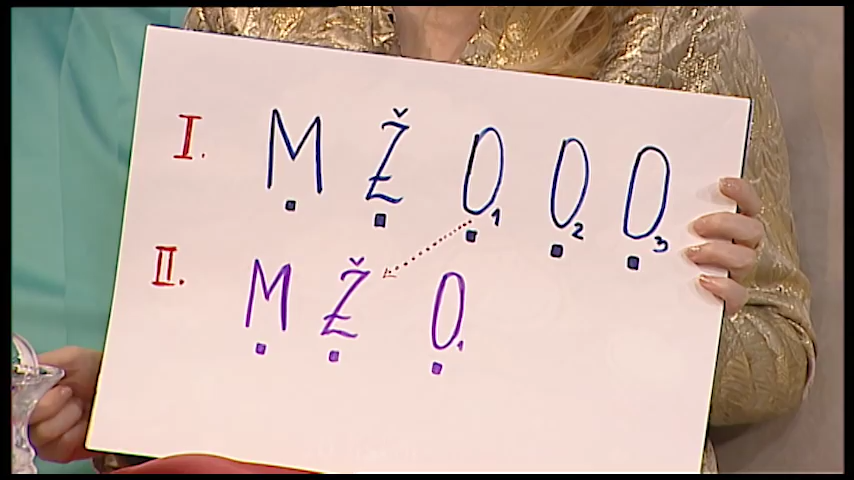 I. M Ž O₁ O₂ O₃
II. M Ž O₁